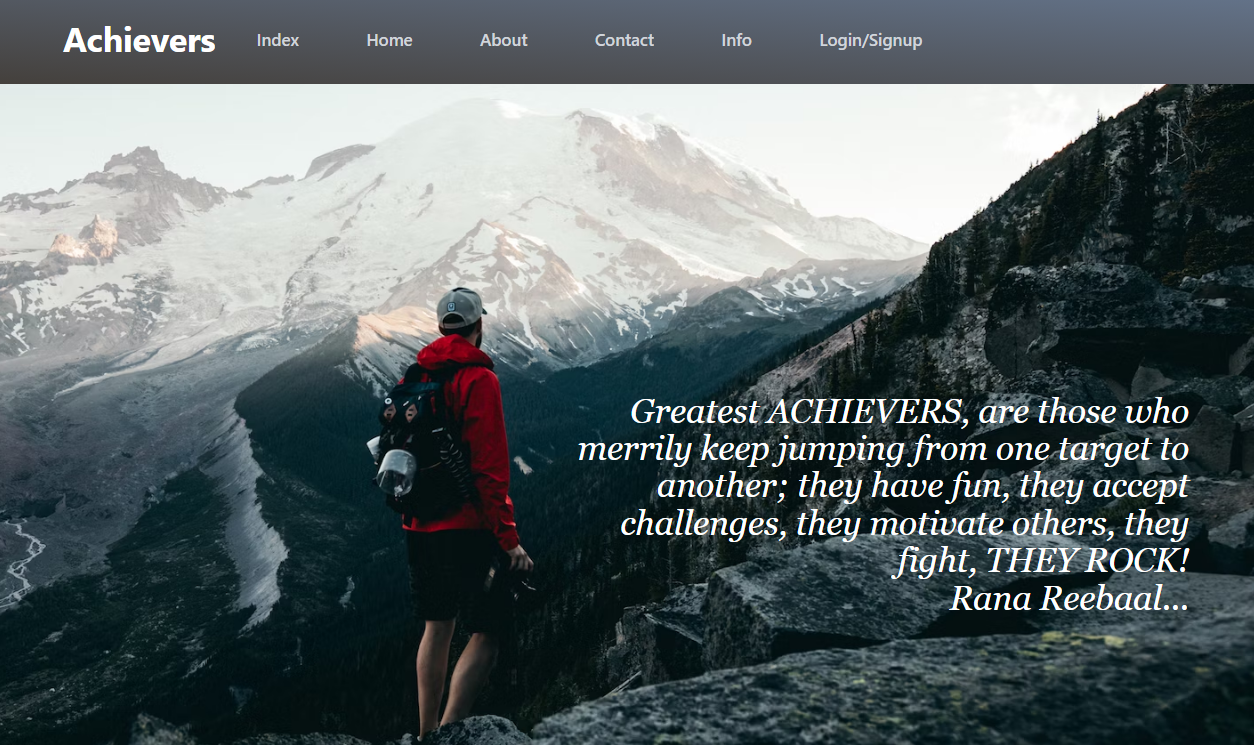 Achievers Index Home About Contact Info Login/Signup
Greatest ACHIEVERS, are those who
merrily keep jumping from one target to
another; they have fun, they accept
challenges, they motivate others, they
fight, THEY ROCK!
Rana Reebaal...